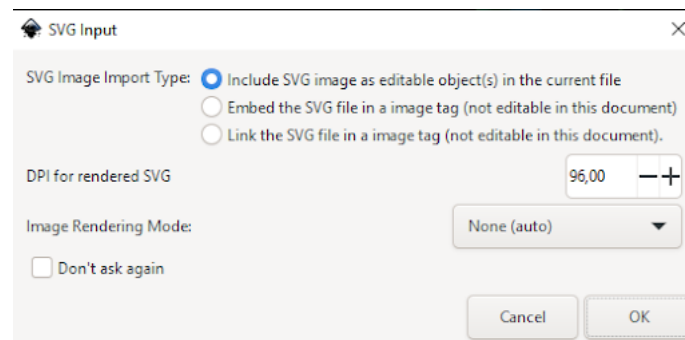 SVG Input
SVG Image Import Type: Include SVG image as editable object(s) in the current file
Embed the SVG file in a image tag (not editable in this document)
Link the SVG file in a image tag (not editable in this document).
DPI for rendered SVG 96,00
Image Rendering Mode: None (auto)
Don't ask again
Cancel OK